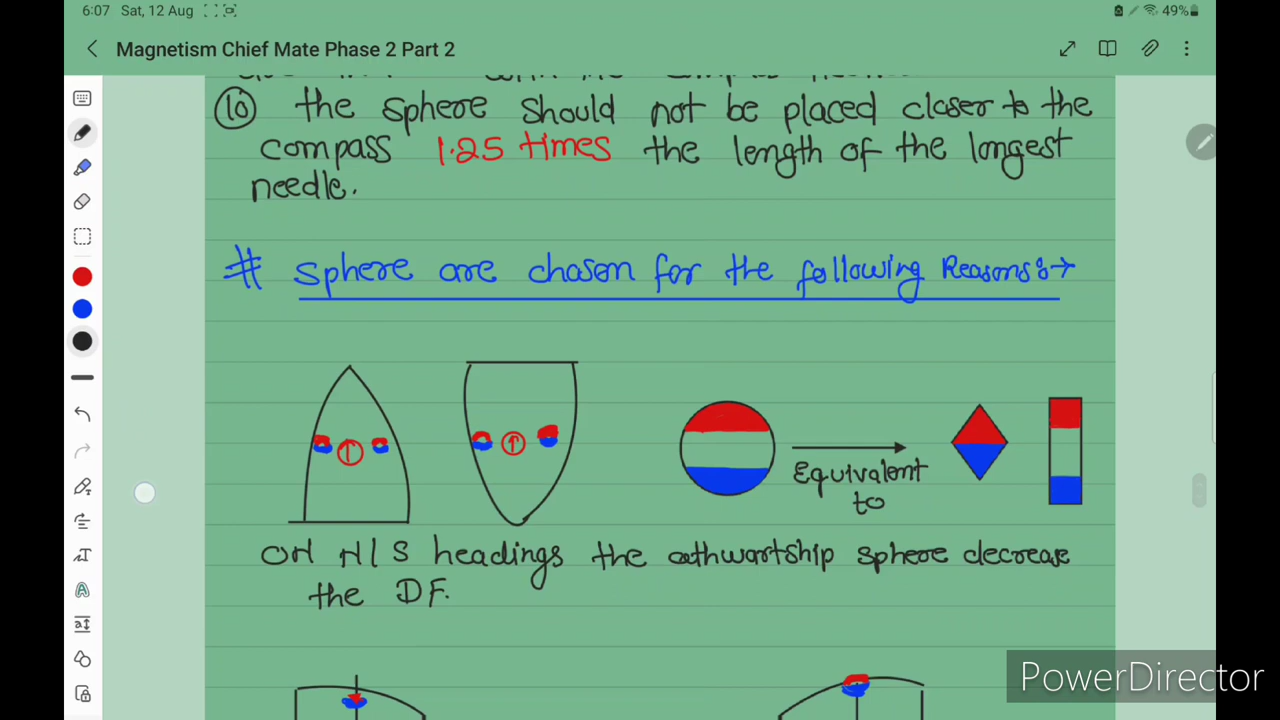 6:07 Sat, 12 Aug
49%
Magnetism Chief Mate Phase 2 Part 2
⑩ the sphere should not be placed closer to the
compass 1.25 times the length of the longest
needle.
# Sphere are chosen for the following Reasons:→
Equivalent
to
On N/S headings the athwartship sphere decrease
the DF.
PowerDirector